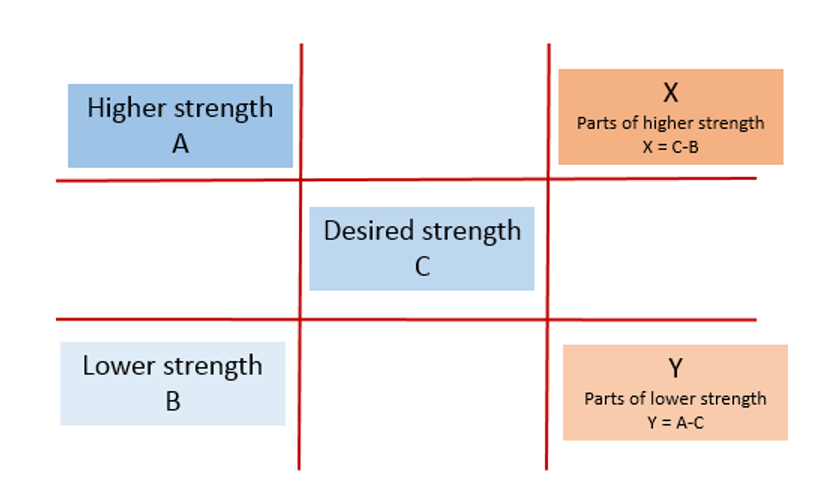 Higher strength
A
X
Parts of higher strength
X = C-B
Desired strength
C
Lower strength
B
Y
Parts of lower strength
Y = A-C